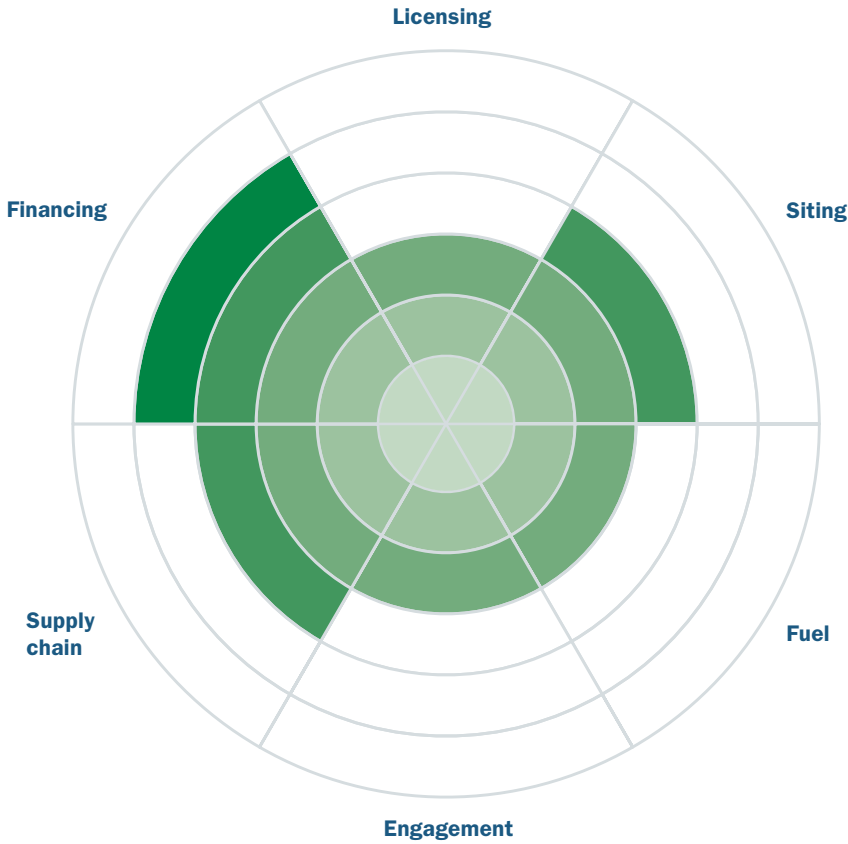 Licensing
Financing
Siting
Supply
chain
Fuel
Engagement